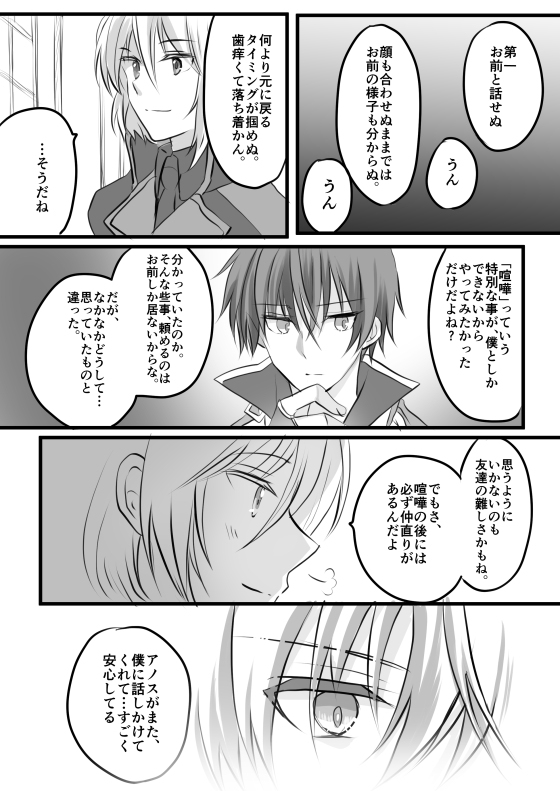 第一
お前と話せぬ
顔も合わせぬままでは
お前の様子も分からぬ。
うん
うん
何より元に戻る
タイミングが掴めぬ。
歯痒くて落ち着かん。
…そうだね
「喧嘩」っていう
特別な事が、僕としか
できないから
やってみたかった
だけだよね？
分かっていたのか。
そんな些事、頼めるのは
お前しか居ないからな。
だが、
なかなかどうして…
思っていたものと
違った。
思うように
いかないのも
友達の難しさかもね。
でもさ、
喧嘩の後には
必ず仲直りが
あるんだよ
アノスがまた、
僕に話しかけて
くれて…すごく
安心してる